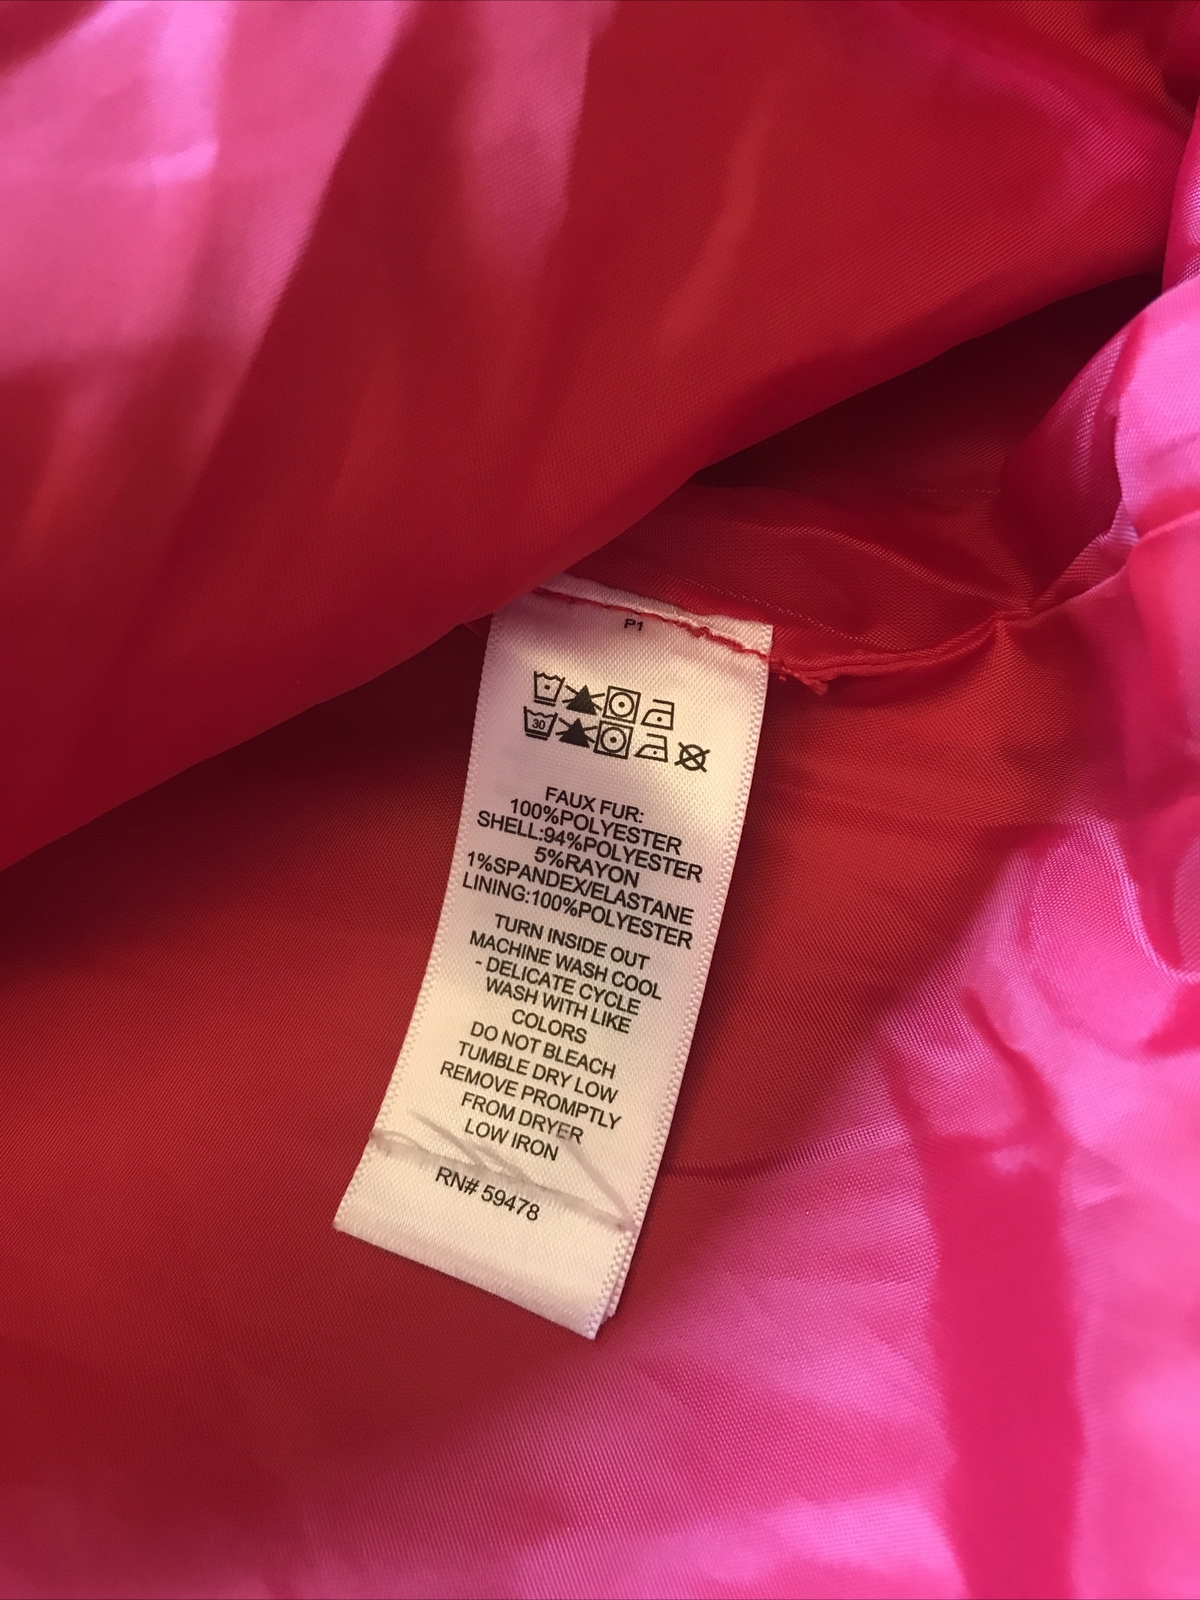 P1
30
FAUX FUR:
100%POLYESTER
SHELL:94%POLYESTER
5%RAYON
1%SPANDEX/ELASTANE
LINING:100%POLYESTER
TURN INSIDE OUT
MACHINE WASH COOL
- DELICATE CYCLE
WASH WITH LIKE
COLORS
DO NOT BLEACH
TUMBLE DRY LOW
REMOVE PROMPTLY
FROM DRYER
LOW IRON
RN# 59478